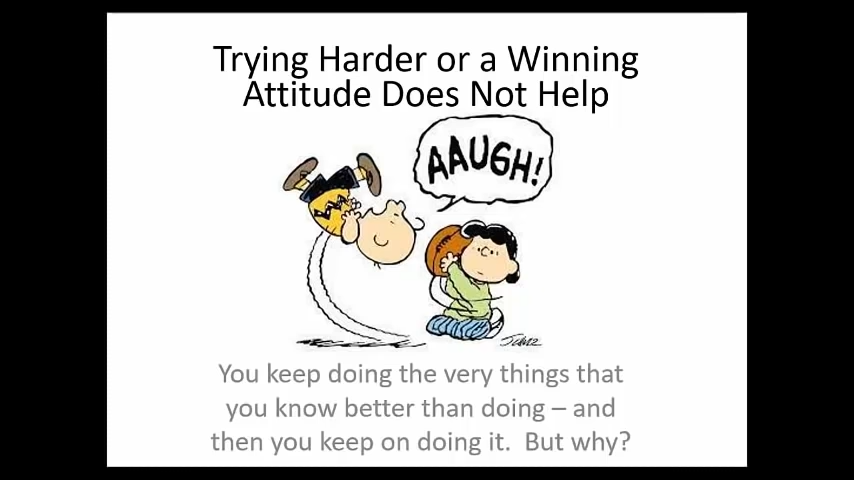 Trying Harder or a Winning
Attitude Does Not Help
AAUGH!
Schulz
You keep doing the very things that
you know better than doing – and
then you keep on doing it.  But why?